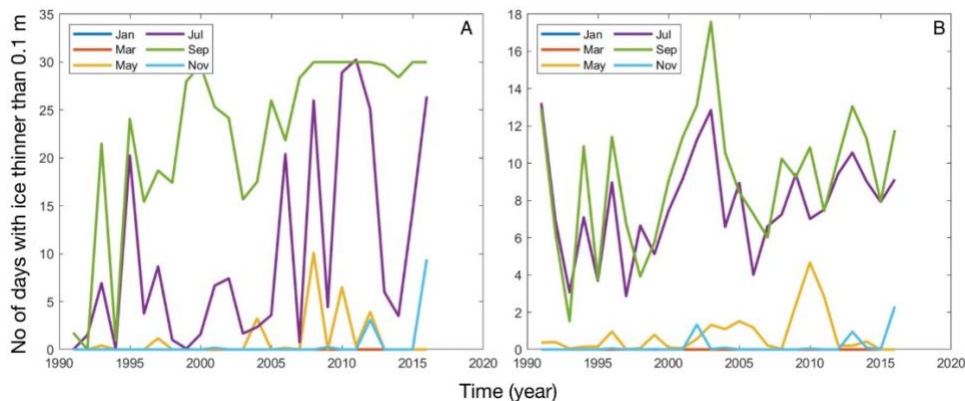 No of days with ice thinner than 0.1 m
35
30
25
20
15
10
5
0
A
Jan Jul
Mar Sep
May Nov
1990 1995 2000 2005 2010 2015 2020
18
16
14
12
10
8
6
4
2
0
B
Jan Jul
Mar Sep
May Nov
1990 1995 2000 2005 2010 2015 2020
Time (year)